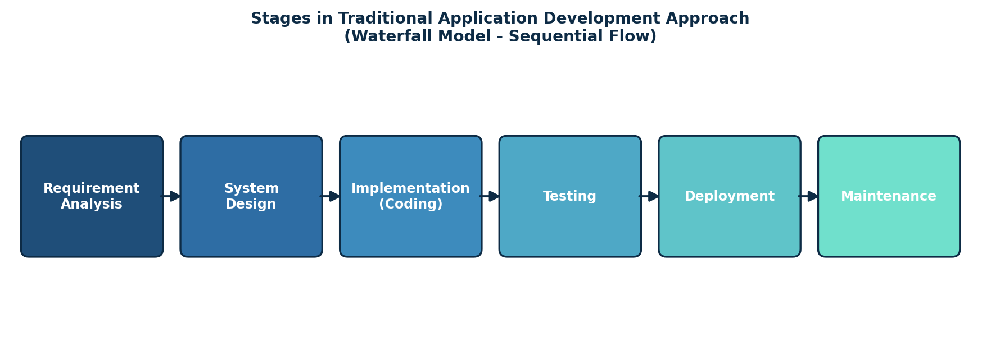 Stages in Traditional Application Development Approach
(Waterfall Model - Sequential Flow)
Requirement
Analysis
System
Design
Implementation
(Coding)
Testing
Deployment
Maintenance